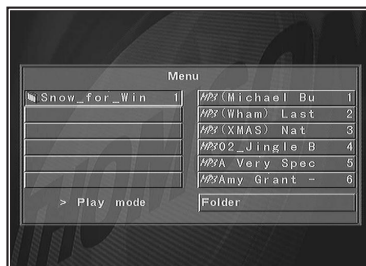 Menu
Snow_for_Win 1
MP3 (Michael Bu 1
MP3 (Wham) Last 2
MP3 (XMAS) Nat 3
MP3 02_Jingle B 4
MP3 A Very Spec 5
MP3 Amy Grant – 6
> Play mode
Folder